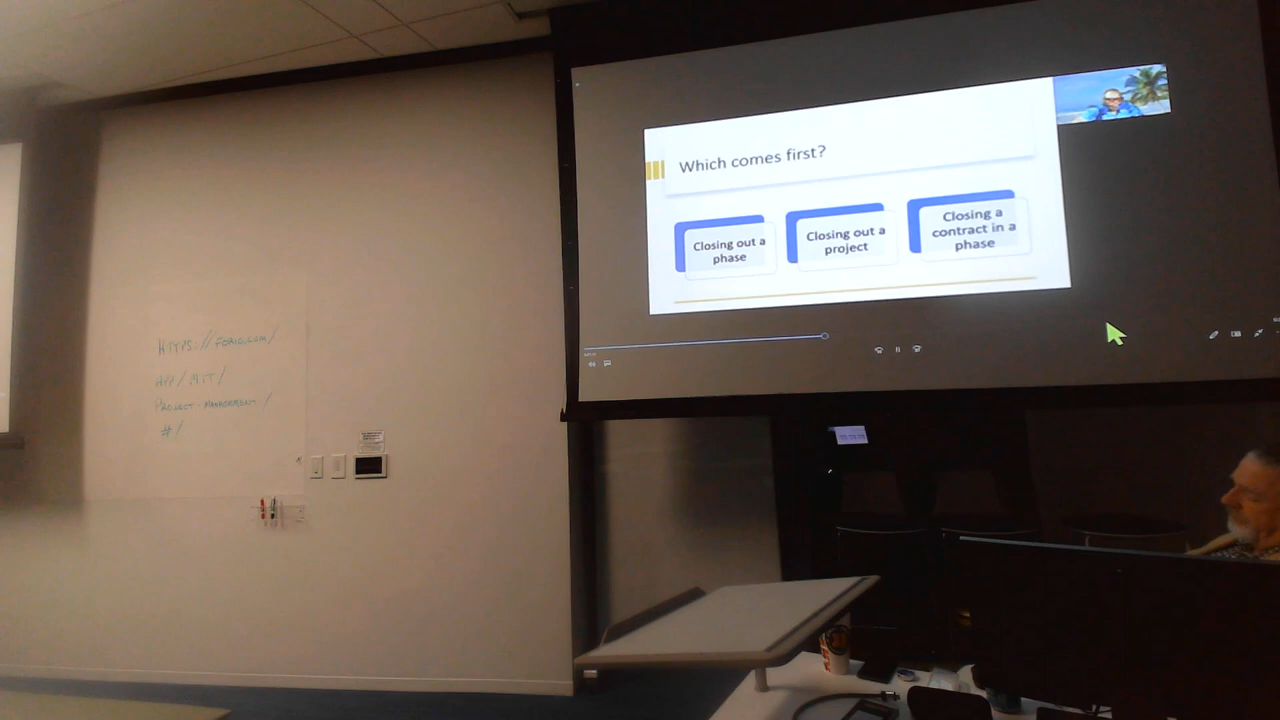 HTTPS://FORIO.COM/
APP/MIT/
PROJECT-MANAGEMENT/
#/
Which comes first?
Closing out a
phase
Closing out a
project
Closing a
contract in a
phase